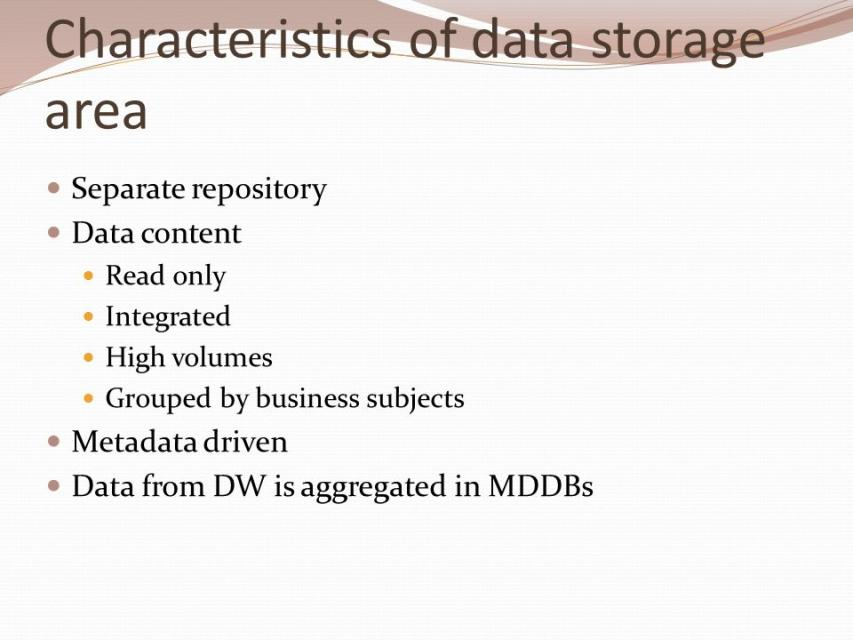 Characteristics of data storage
area
Separate repository
Data content
Read only
Integrated
High volumes
Grouped by business subjects
Metadata driven
Data from DW is aggregated in MDDBs